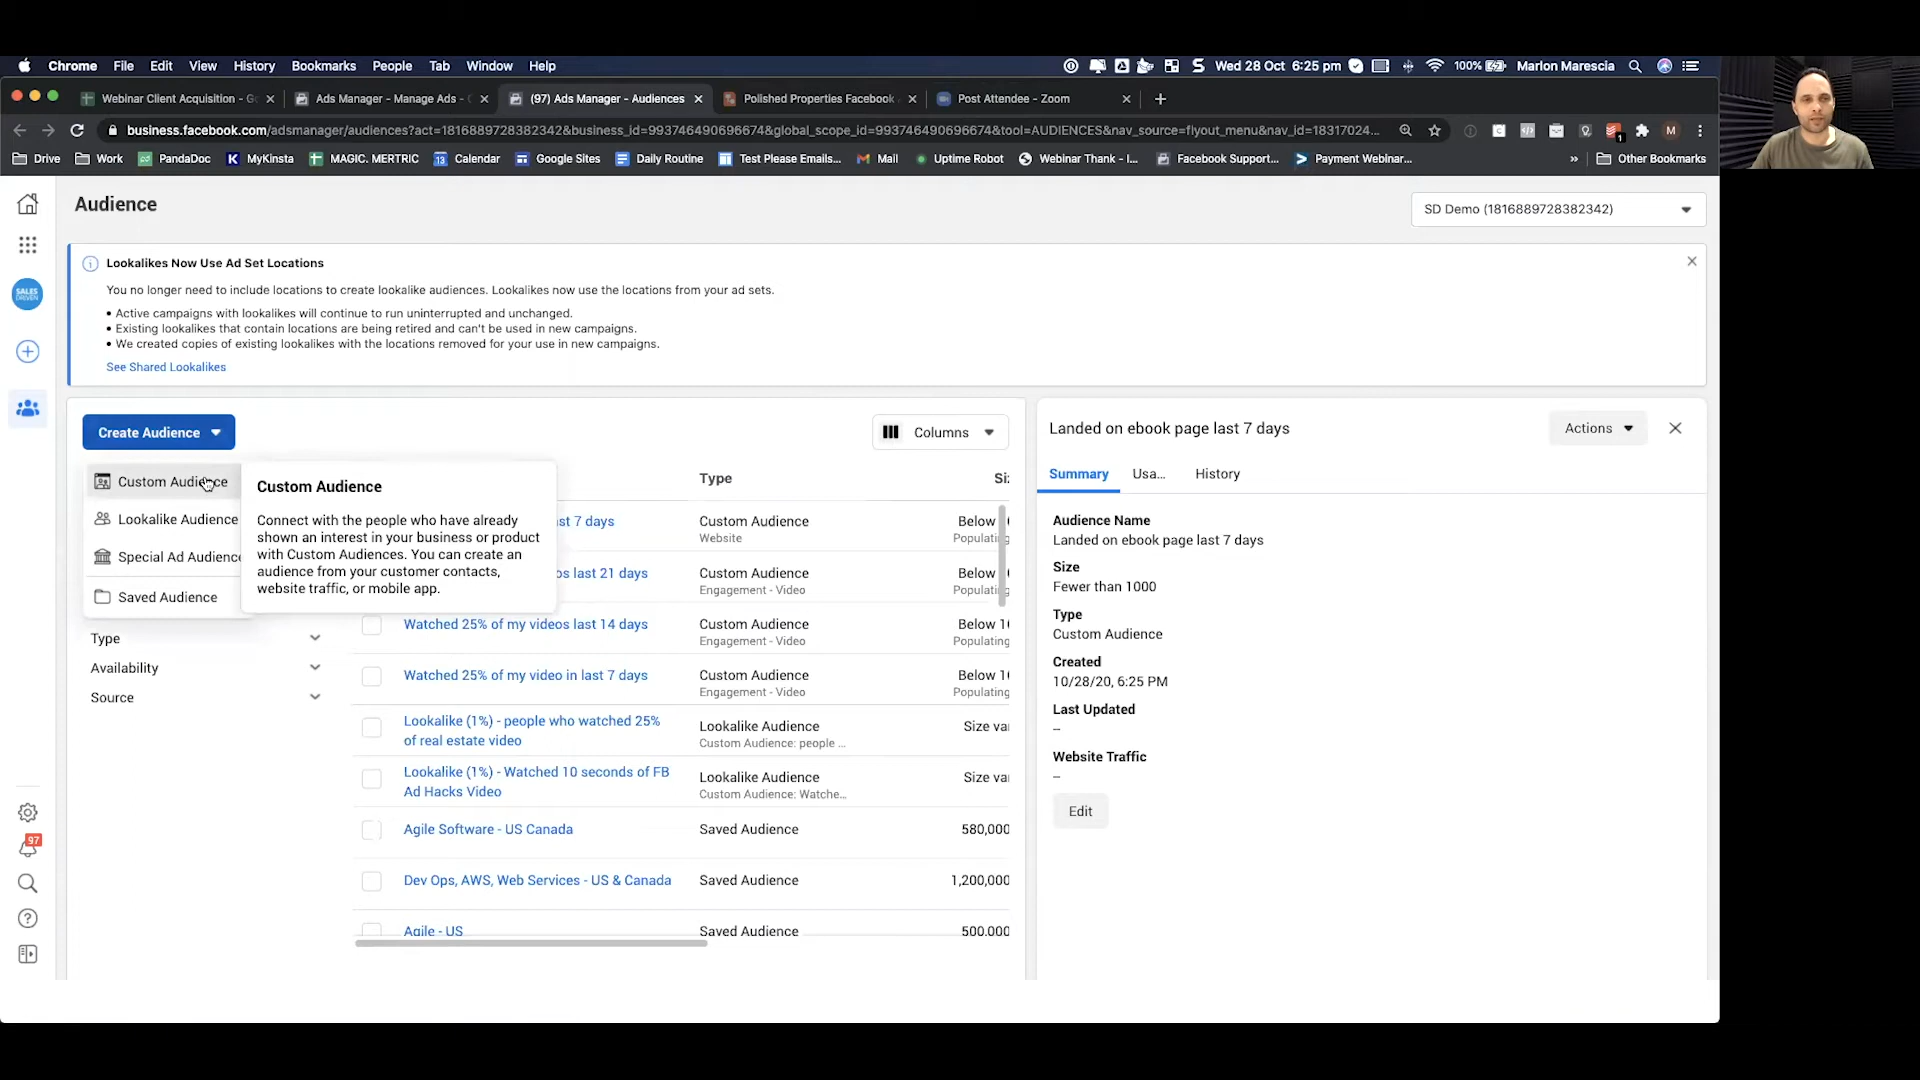 Chrome File Edit View History Bookmarks People Tab Window Help
Wed 28 Oct 6:25 pm 100% Marlon Marescia
Webinar Client Acquisition - G
Ads Manager - Manage Ads -
(97) Ads Manager - Audiences
Polished Properties Facebook
Post Attendee - Zoom
business.facebook.com/adsmanager/audiences?act=1816889728382342&business_id=993746490696674&global_scope_id=993746490696674&tool=AUDIENCES&nav_source=flyout_menu&nav_id=18317024...
M
Drive Work PandaDoc MyKinsta MAGIC. MERTRIC Calendar Google Sites Daily Routine Test Please Emails... Mail Uptime Robot Webinar Thank - I... Facebook Support... Payment Webinar... » Other Bookmarks
Audience
SD Demo (1816889728382342)
SALES DRIVEN
Lookalikes Now Use Ad Set Locations
You no longer need to include locations to create lookalike audiences. Lookalikes now use the locations from your ad sets.
• Active campaigns with lookalikes will continue to run uninterrupted and unchanged.
• Existing lookalikes that contain locations are being retired and can't be used in new campaigns.
• We created copies of existing lookalikes with the locations removed for your use in new campaigns.
See Shared Lookalikes
Create Audience
Columns
Custom Audience
Lookalike Audience
Special Ad Audienc
Saved Audience
Custom Audience
Connect with the people who have already
shown an interest in your business or product
with Custom Audiences. You can create an
audience from your customer contacts,
website traffic, or mobile app.
Type
Availability
Source
Type
st 7 days Custom Audience Below
Website Populating
os last 21 days Custom Audience Below
Engagement - Video Populating
Watched 25% of my videos last 14 days Custom Audience Below 10
Engagement - Video Populating
Watched 25% of my video in last 7 days Custom Audience Below 10
Engagement - Video Populating
Lookalike (1%) - people who watched 25%
of real estate video
Lookalike Audience Size va
Custom Audience: people ...
Lookalike (1%) - Watched 10 seconds of FB
Ad Hacks Video
Lookalike Audience Size va
Custom Audience: Watche...
Agile Software - US Canada Saved Audience 580,000
Dev Ops, AWS, Web Services - US & Canada Saved Audience 1,200,000
Agile - US Saved Audience 500,000
97
Landed on ebook page last 7 days
Actions
Summary Usa... History
Audience Name
Landed on ebook page last 7 days
Size
Fewer than 1000
Type
Custom Audience
Created
10/28/20, 6:25 PM
Last Updated
--
Website Traffic
--
Edit